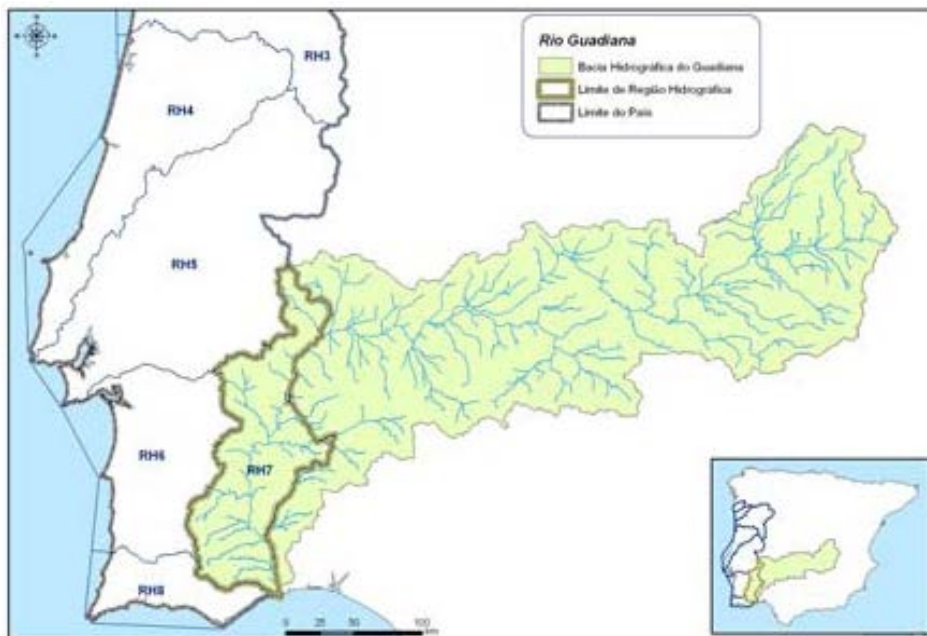 Rio Guadiana
Bacia Hidrográfica do Guadiana
Limite de Região Hidrográfica
Limite do País
RH3
RH4
RH5
RH6
RH7
RH8
0 25 50 100
km